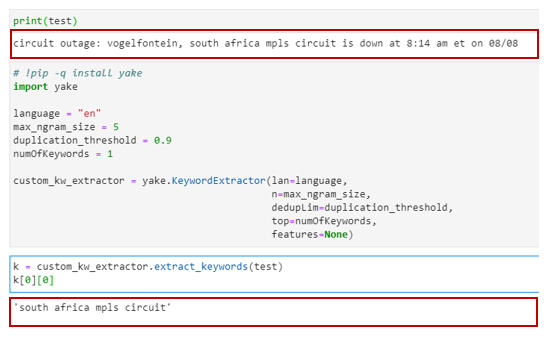 print(test)
circuit outage: vogelfontein, south africa mpls circuit is down at 8:14 am et on 08/08
# !pip -q install yake
import yake
language = "en"
max_ngram_size = 5
duplication_threshold = 0.9
numOfKeywords = 1
custom_kw_extractor = yake.KeywordExtractor(lan=language,
n=max_ngram_size,
dedupLim=duplication_threshold,
top=numOfKeywords,
features=None)
k = custom_kw_extractor.extract_keywords(test)
k[0][0]
'south africa mpls circuit'